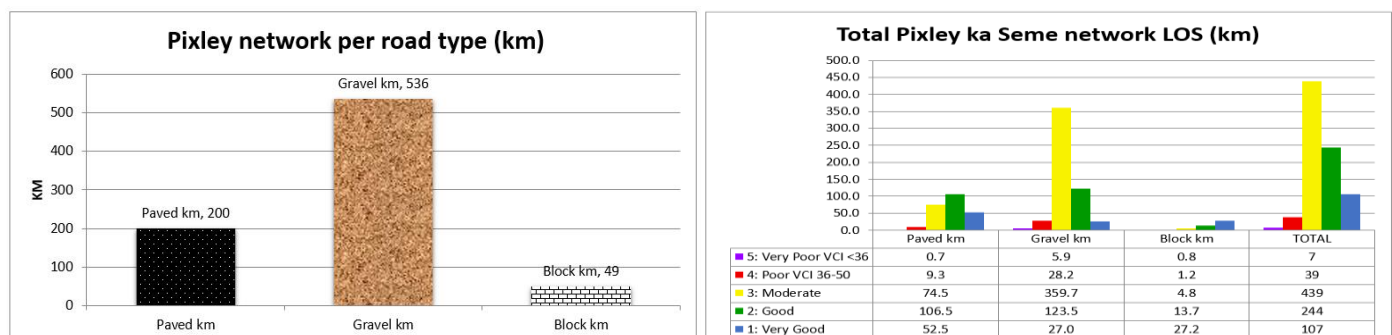 Pixley network per road type (km)
KM
600
500
400
300
200
100
0
Paved km, 200
Gravel km, 536
Block km, 49
Paved km
Gravel km
Block km
Total Pixley ka Seme network LOS (km)
500.0
450.0
400.0
350.0
300.0
250.0
200.0
150.0
100.0
50.0
0.0
Paved km Gravel km Block km TOTAL
5: Very Poor VCI <36 0.7 5.9 0.8 7
4: Poor VCI 36-50 9.3 28.2 1.2 39
3: Moderate 74.5 359.7 4.8 439
2: Good 106.5 123.5 13.7 244
1: Very Good 52.5 27.0 27.2 107